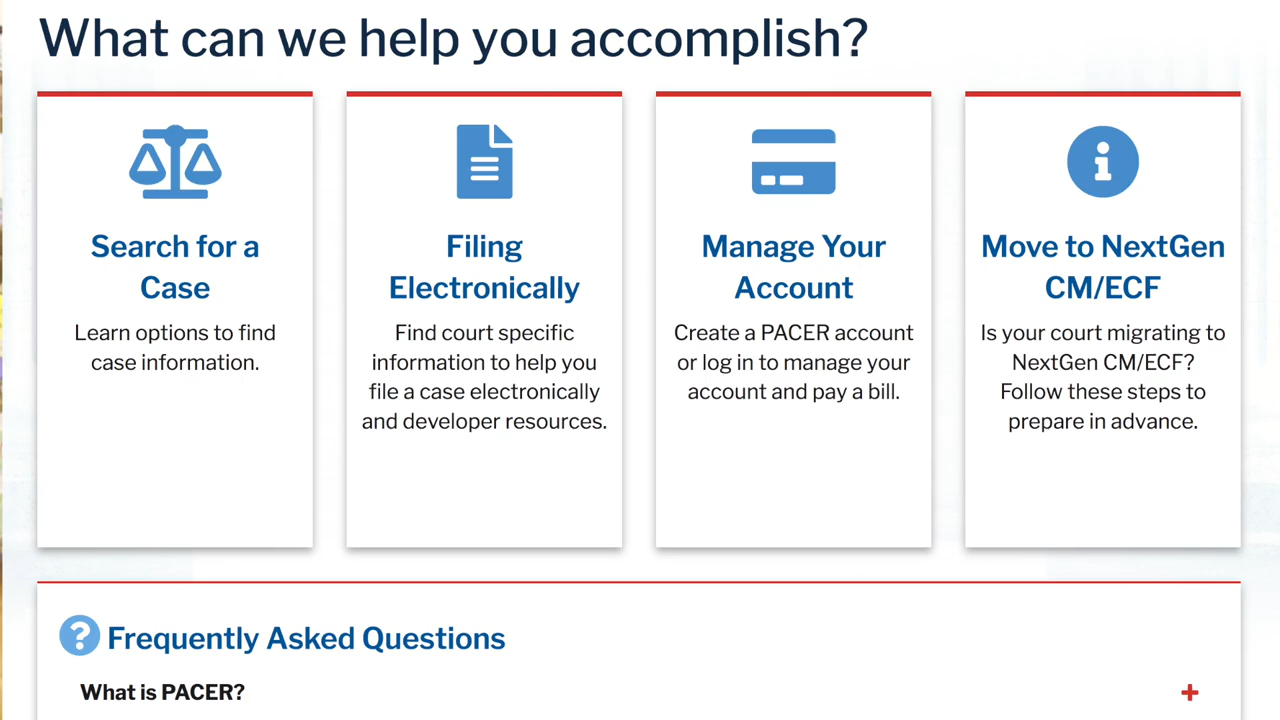 What can we help you accomplish?
Search for a
Case
Learn options to find
case information.
Filing
Electronically
Find court specific
information to help you
file a case electronically
and developer resources.
Manage Your
Account
Create a PACER account
or log in to manage your
account and pay a bill.
Move to NextGen
CM/ECF
Is your court migrating to
NextGen CM/ECF?
Follow these steps to
prepare in advance.
Frequently Asked Questions
What is PACER?